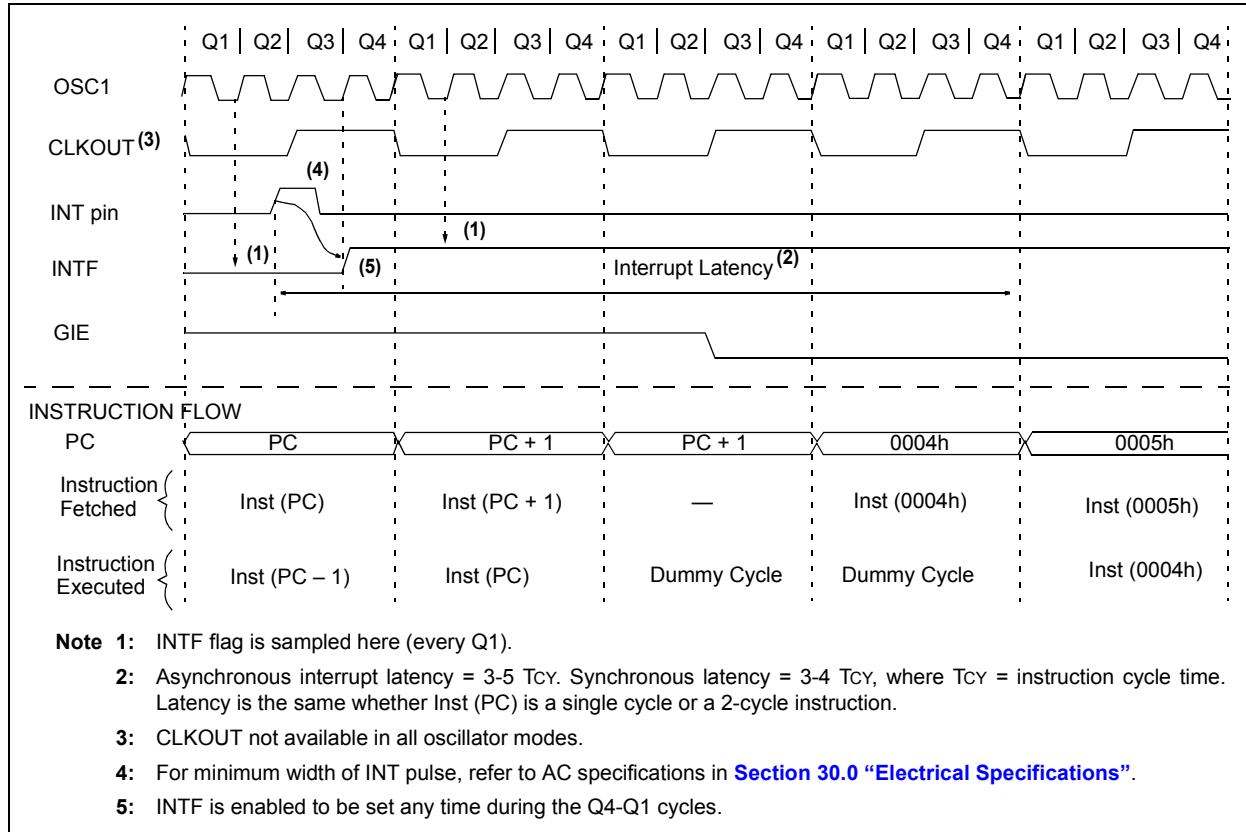 Q1 | Q2 | Q3 | Q4 Q1 | Q2 | Q3 | Q4 Q1 | Q2 | Q3 | Q4 Q1 | Q2 | Q3 | Q4 Q1 | Q2 | Q3 | Q4
OSC1
CLKOUT (3)
(4)
INT pin
(1)
(1)
INTF
(5)
Interrupt Latency (2)
GIE
INSTRUCTION FLOW
PC PC PC + 1 PC + 1 0004h 0005h
Instruction
Fetched
Inst (PC) Inst (PC + 1) — Inst (0004h) Inst (0005h)
Instruction
Executed
Inst (PC – 1) Inst (PC) Dummy Cycle Dummy Cycle Inst (0004h)
Note 1: INTF flag is sampled here (every Q1).
2: Asynchronous interrupt latency = 3-5 TCY. Synchronous latency = 3-4 TCY, where TCY = instruction cycle time.
Latency is the same whether Inst (PC) is a single cycle or a 2-cycle instruction.
3: CLKOUT not available in all oscillator modes.
4: For minimum width of INT pulse, refer to AC specifications in Section 30.0 “Electrical Specifications”.
5: INTF is enabled to be set any time during the Q4-Q1 cycles.